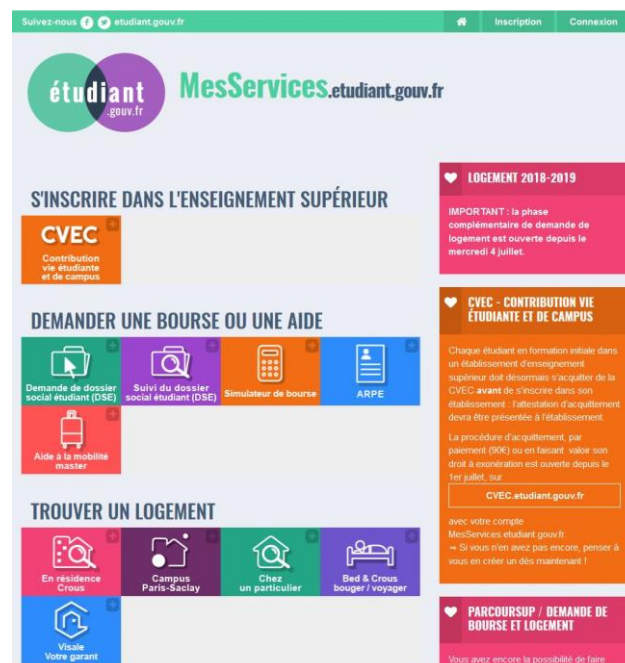 Suivez-nous etudiant.gouv.fr
Inscription
Connexion
étudiant
.gouv.fr
MesServices.etudiant.gouv.fr
S'INSCRIRE DANS L'ENSEIGNEMENT SUPÉRIEUR
CVEC
Contribution
vie étudiante
et de campus
DEMANDER UNE BOURSE OU UNE AIDE
Demande de dossier
social étudiant (DSE)
Suivi du dossier
social étudiant (DSE)
Simulateur de bourse
ARPE
Aide à la mobilité
master
TROUVER UN LOGEMENT
En résidence
Crous
Campus
Paris-Saclay
Chez
un particulier
Bed & Crous
bouger / voyager
Visale
Votre garant
LOGEMENT 2018-2019
IMPORTANT : la phase
complémentaire de demande de
logement est ouverte depuis le
mercredi 4 juillet.
CVEC - CONTRIBUTION VIE
ÉTUDIANTE ET DE CAMPUS
Chaque étudiant en formation initiale dans
un établissement d'enseignement
supérieur doit désormais s'acquitter de la
CVEC avant de s'inscrire dans son
établissement : l'attestation d'acquittement
devra être présentée à l'établissement.
La procédure d'acquittement, par
paiement (90€) ou en faisant valoir son
droit à exonération est ouverte depuis le
1er juillet, sur
CVEC.etudiant.gouv.fr
avec votre compte
MesServices.etudiant.gouv.fr.
→ Si vous n'en avez pas encore, penser à
vous en créer un dès maintenant !
PARCOURSUP / DEMANDE DE
BOURSE ET LOGEMENT
Vous avez encore la possibilité de faire